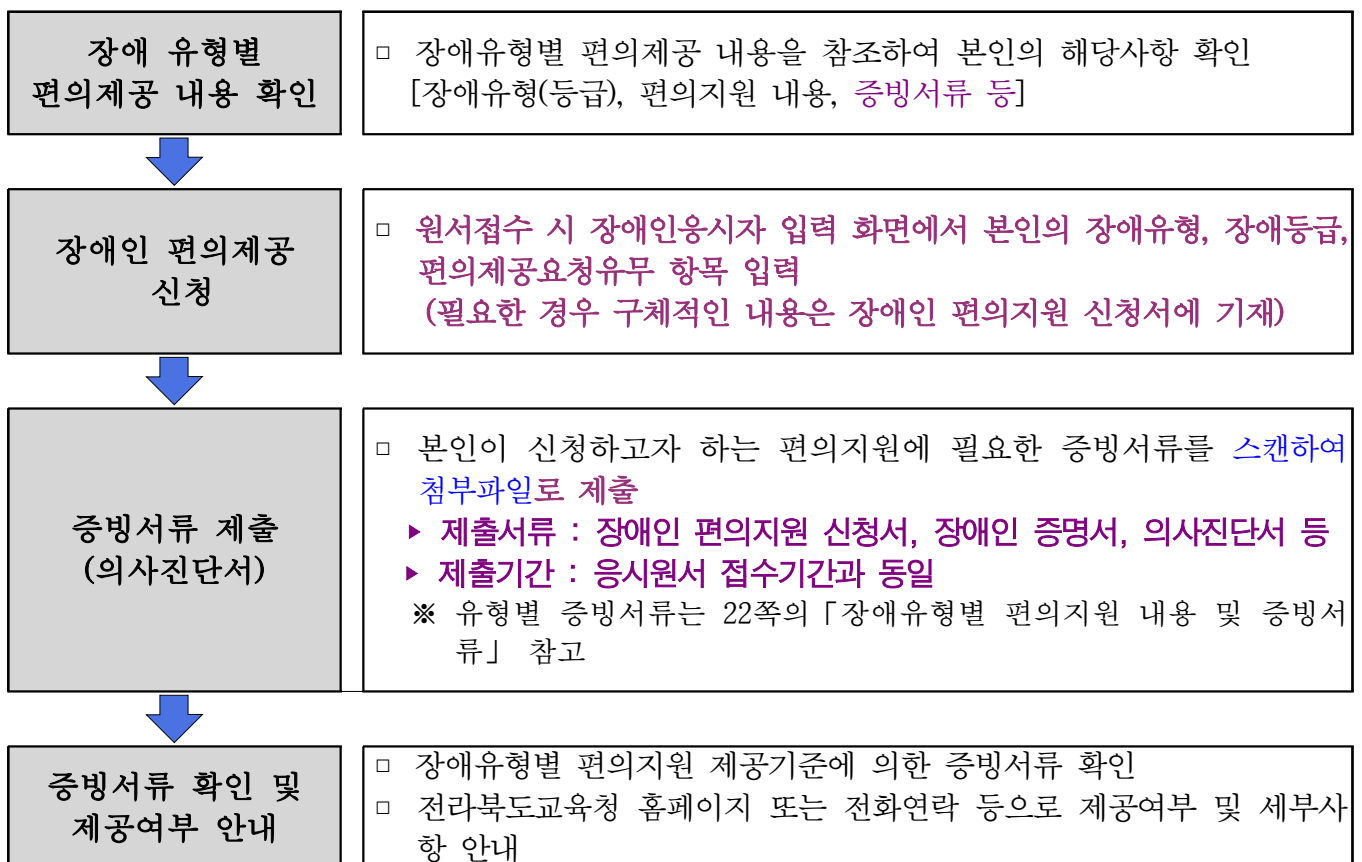 장애 유형별
편의제공 내용 확인
□ 장애유형별 편의제공 내용을 참조하여 본인의 해당사항 확인
[장애유형(등급), 편의지원 내용, 증빙서류 등]
장애인 편의제공
신청
□ 원서접수 시 장애인응시자 입력 화면에서 본인의 장애유형, 장애등급,
편의제공요청유무 항목 입력
(필요한 경우 구체적인 내용은 장애인 편의지원 신청서에 기재)
증빙서류 제출
(의사진단서)
□ 본인이 신청하고자 하는 편의지원에 필요한 증빙서류를 스캔하여
첨부파일로 제출
▶ 제출서류 : 장애인 편의지원 신청서, 장애인 증명서, 의사진단서 등
▶ 제출기간 : 응시원서 접수기간과 동일
※ 유형별 증빙서류는 22쪽의「장애유형별 편의지원 내용 및 증빙서
류」 참고
증빙서류 확인 및
제공여부 안내
□ 장애유형별 편의지원 제공기준에 의한 증빙서류 확인
□ 전라북도교육청 홈페이지 또는 전화연락 등으로 제공여부 및 세부사
항 안내